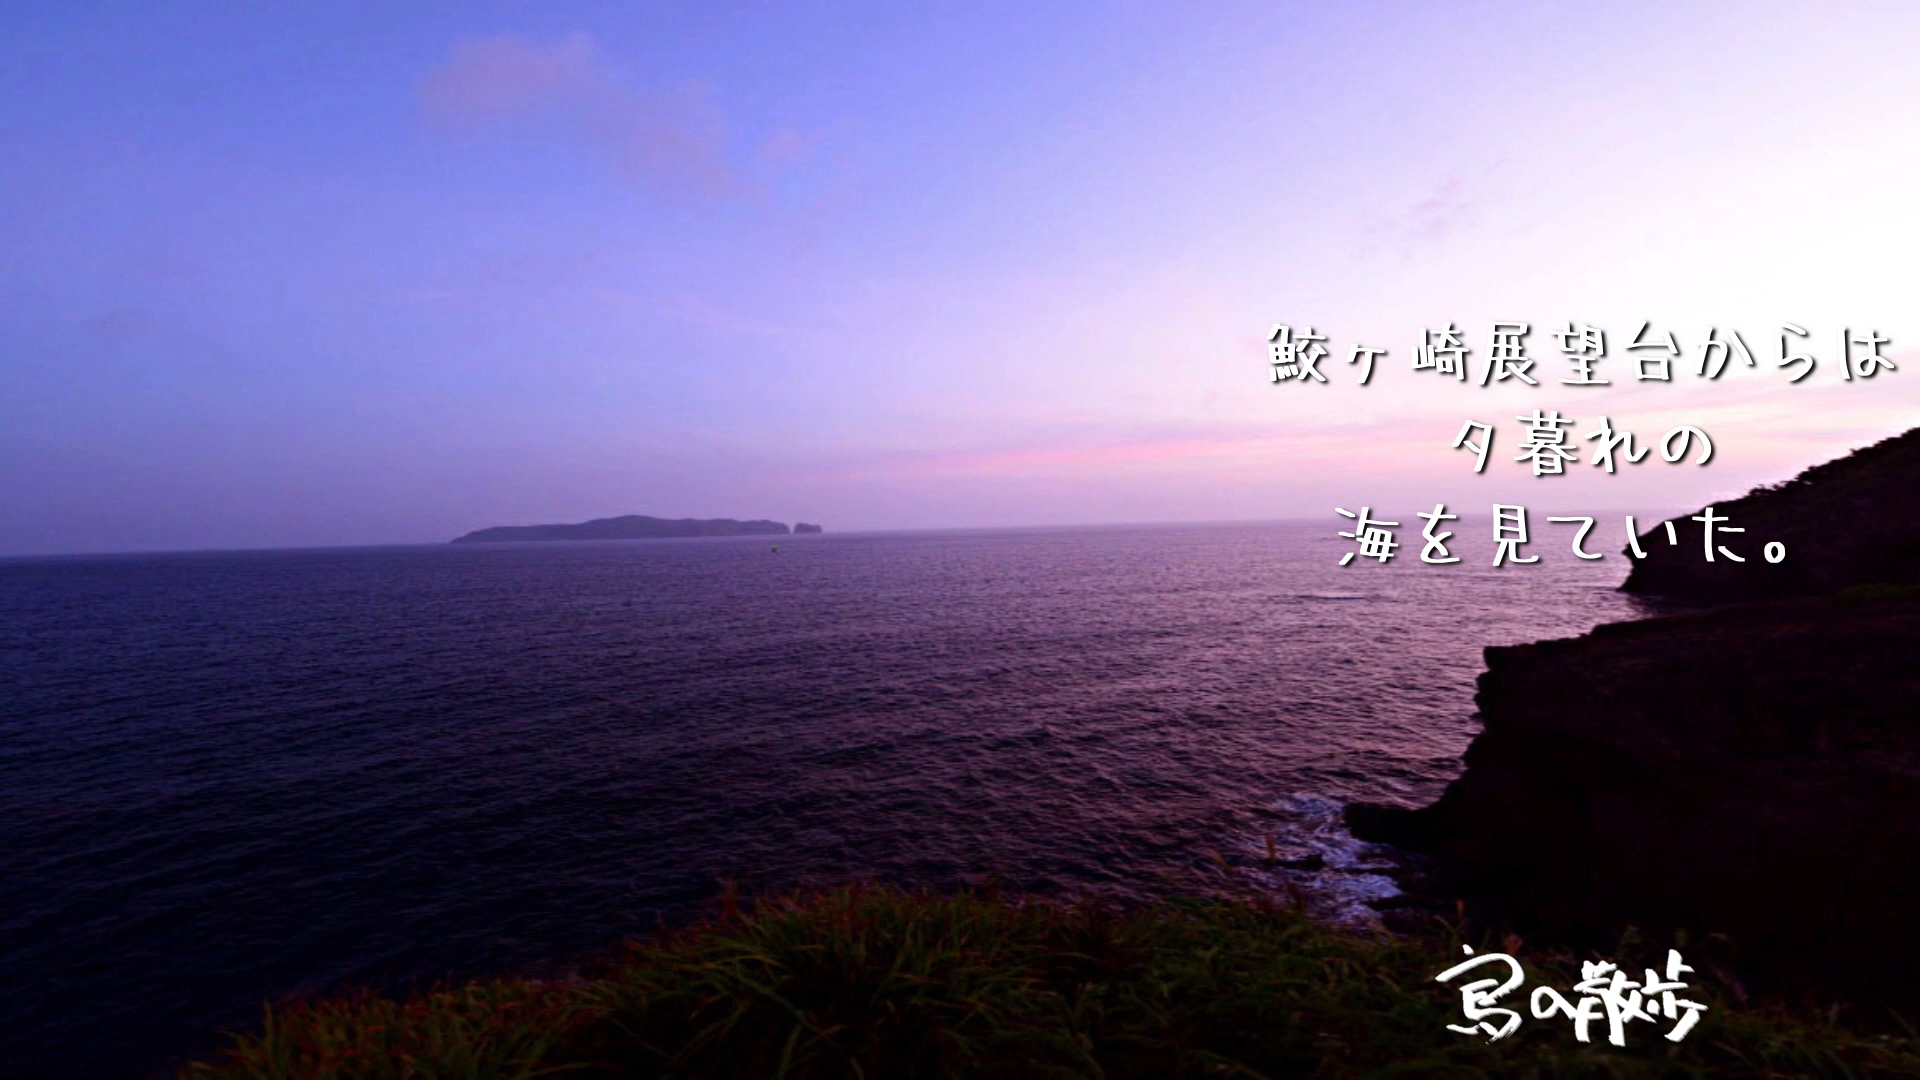 鮫ヶ崎展望台からは
夕暮れの
海を見ていた。
鳥の散歩